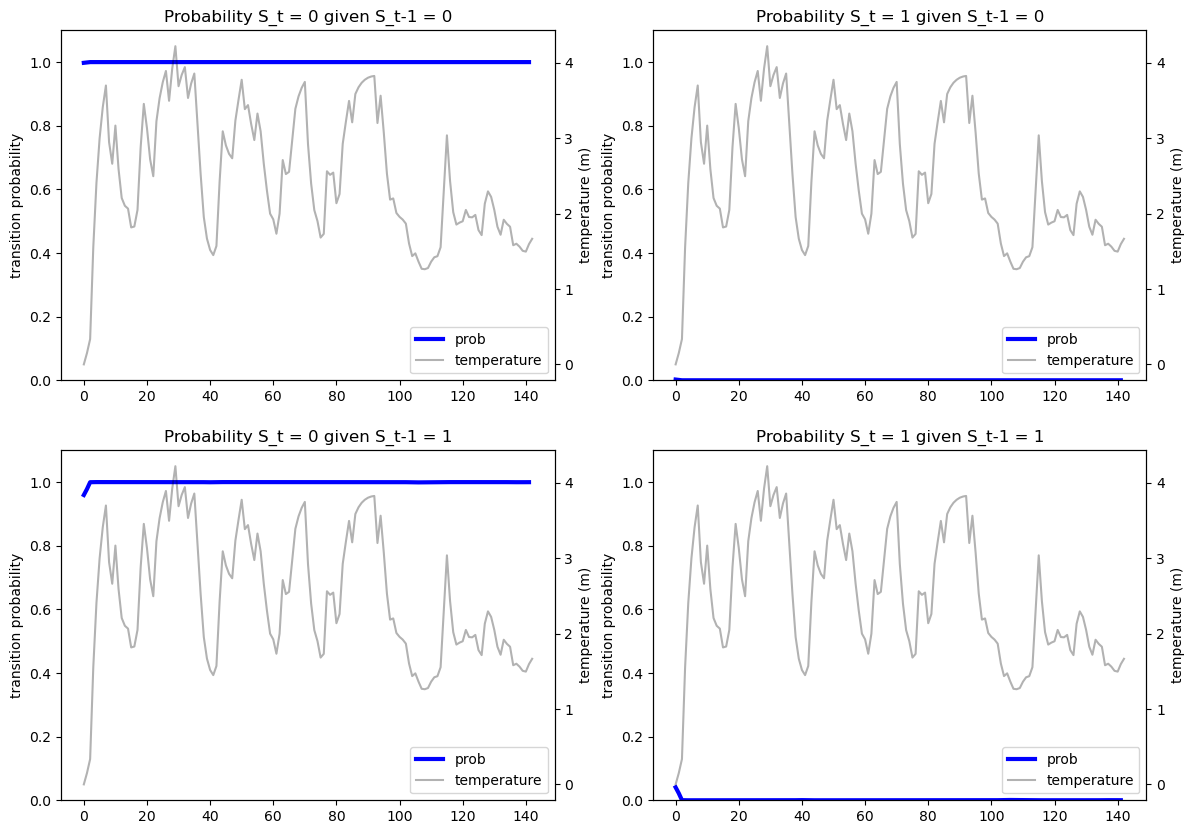 Probability S_t = 0 given S_t-1 = 0
1.0
0.8
0.6
0.4
0.2
0.0
transition probability
4
3
2
1
0
temperature (m)
prob
temperature
0 20 40 60 80 100 120 140
Probability S_t = 1 given S_t-1 = 0
1.0
0.8
0.6
0.4
0.2
0.0
transition probability
4
3
2
1
0
temperature (m)
prob
temperature
0 20 40 60 80 100 120 140
Probability S_t = 0 given S_t-1 = 1
1.0
0.8
0.6
0.4
0.2
0.0
transition probability
4
3
2
1
0
temperature (m)
prob
temperature
0 20 40 60 80 100 120 140
Probability S_t = 1 given S_t-1 = 1
1.0
0.8
0.6
0.4
0.2
0.0
transition probability
4
3
2
1
0
temperature (m)
prob
temperature
0 20 40 60 80 100 120 140